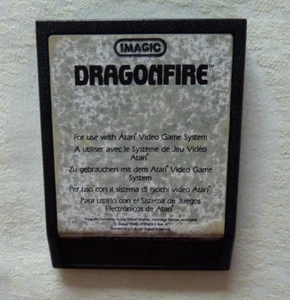 IMAGIC
DRAGONFIRE™
For use with Atari® Video Game System
A utiliser avec le Système de Jeu Vidéo
Atari®
Zu gebrauchen mit dem Atari® Video Game
System
Per uso con il sistema di giochi video Atari®
Para usarlo con el Sistema de Juegos
Electrónicos de Atari®